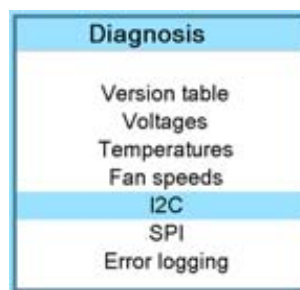 Diagnosis
Version table
Voltages
Temperatures
Fan speeds
I2C
SPI
Error logging